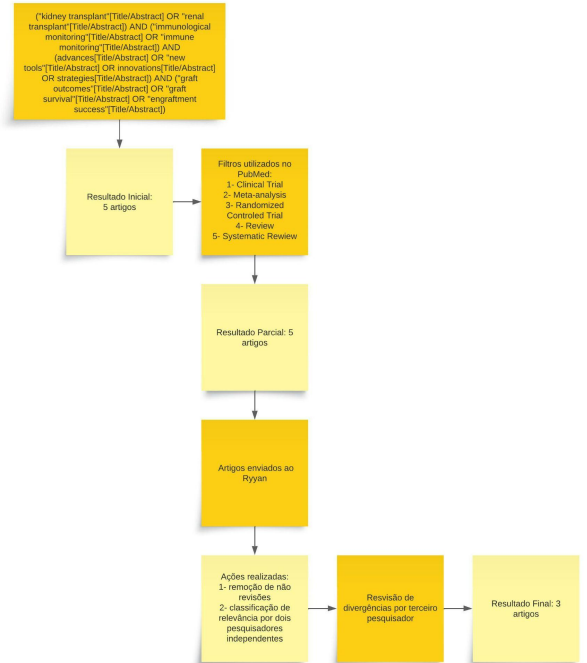 ("kidney transplant"[Title/Abstract] OR "renal
transplant"[Title/Abstract]) AND ("immunological
monitoring"[Title/Abstract] OR "immune
monitoring"[Title/Abstract]) AND
(advances[Title/Abstract] OR "new
tools"[Title/Abstract] OR innovations[Title/Abstract]
OR strategies[Title/Abstract]) AND ("graft
outcomes"[Title/Abstract] OR "graft
survival"[Title/Abstract] OR "engraftment
success"[Title/Abstract])
Resultado Inicial:
5 artigos
Filtros utilizados no
PubMed:
1- Clinical Trial
2- Meta-analysis
3- Randomized
Controled Trial
4- Review
5- Systematic Rewiew
Resultado Parcial: 5
artigos
Artigos enviados ao
Ryyan
Ações realizadas:
1- remoção de não
revisões
2- classificação de
relevância por dois
pesquisadores
independentes
Resvisão de
divergências por terceiro
pesquisador
Resultado Final: 3
artigos